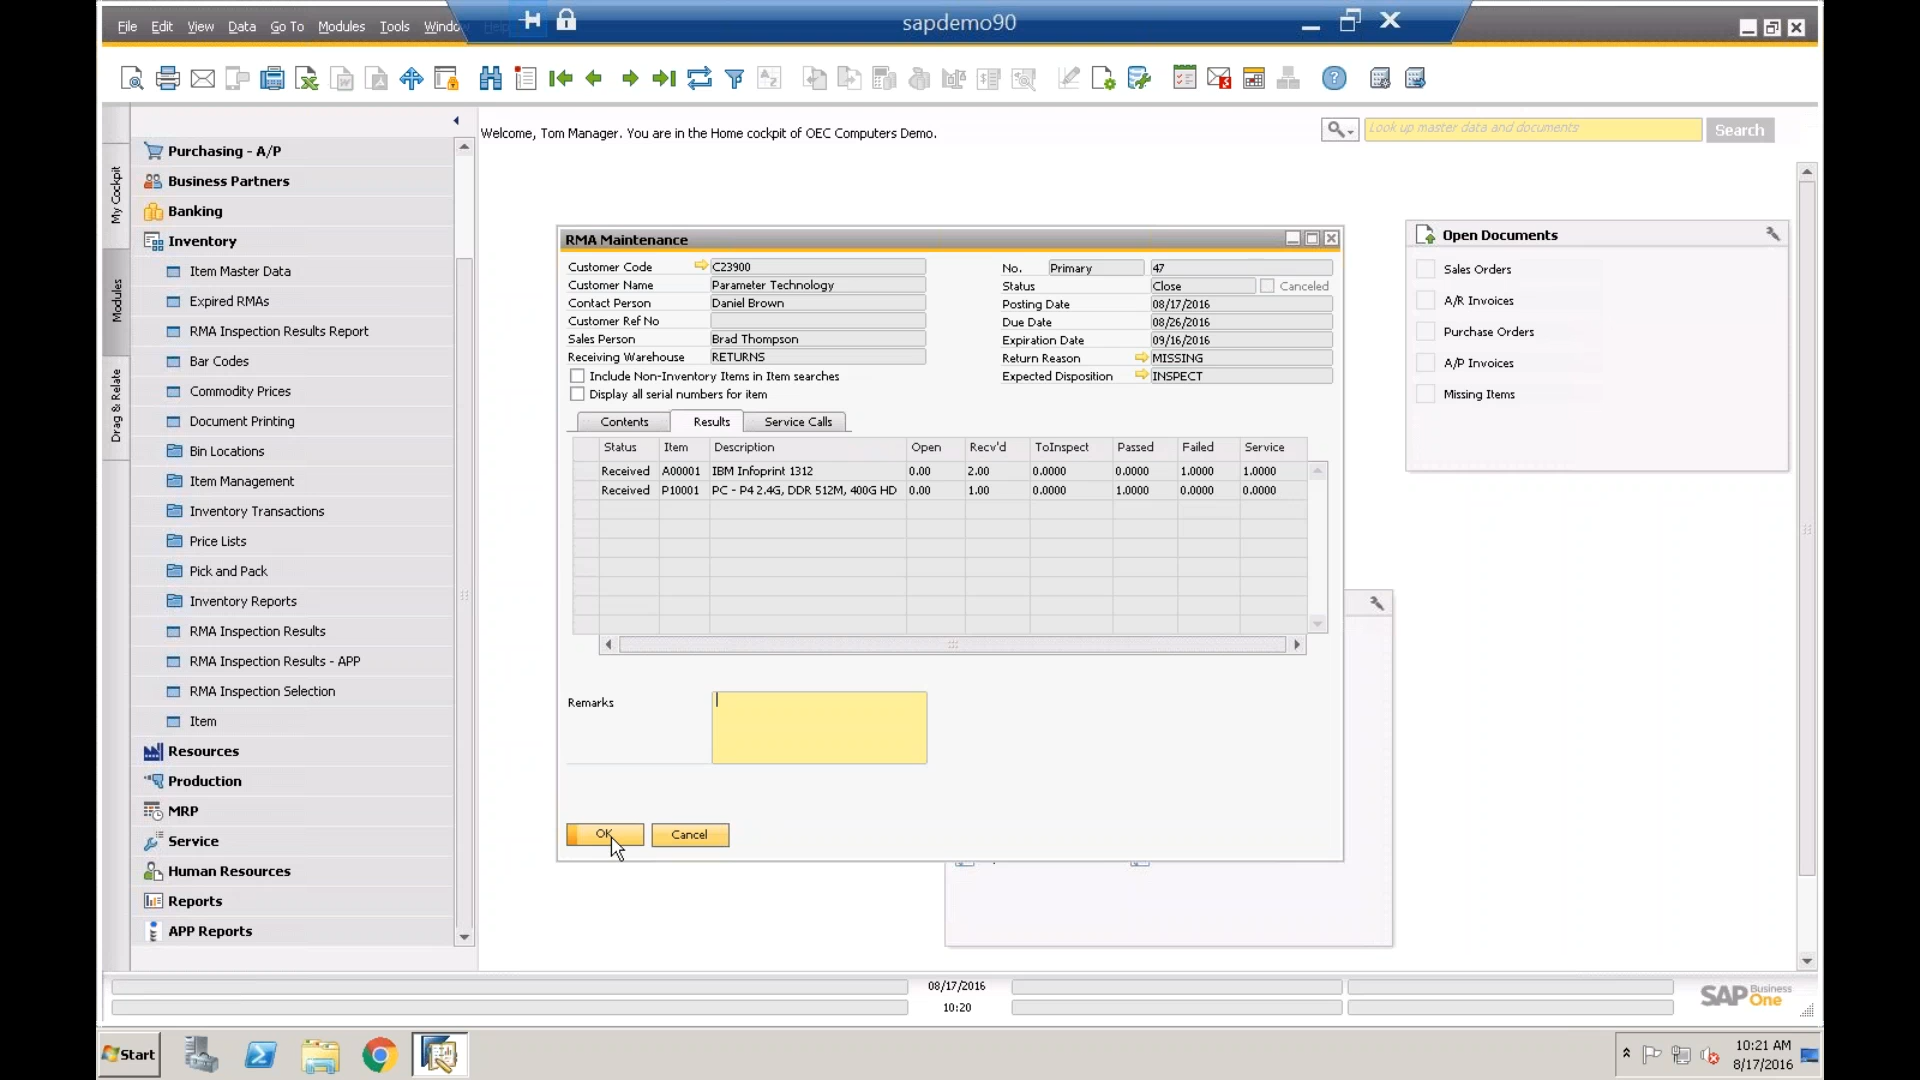 File Edit View Data Go To Modules Tools Window
sapdemo90
Welcome, Tom Manager. You are in the Home cockpit of OEC Computers Demo.
Look up master data and documents
Search
My Cockpit
Modules
Drag & Relate
Purchasing - A/P
Business Partners
Banking
Inventory
Item Master Data
Expired RMAs
RMA Inspection Results Report
Bar Codes
Commodity Prices
Document Printing
Bin Locations
Item Management
Inventory Transactions
Price Lists
Pick and Pack
Inventory Reports
RMA Inspection Results
RMA Inspection Results - APP
RMA Inspection Selection
Item
Resources
Production
MRP
Service
Human Resources
Reports
APP Reports
RMA Maintenance
Customer Code C23900
Customer Name Parameter Technology
Contact Person Daniel Brown
Customer Ref No
Sales Person Brad Thompson
Receiving Warehouse RETURNS
Include Non-Inventory Items in Item searches
Display all serial numbers for item
No. Primary 47
Status Close Canceled
Posting Date 08/17/2016
Due Date 08/26/2016
Expiration Date 09/16/2016
Return Reason MISSING
Expected Disposition INSPECT
Contents Results Service Calls
Status Item Description Open Recv'd ToInspect Passed Failed Service
Received A00001 IBM Infoprint 1312 0.00 2.00 0.0000 0.0000 1.0000 1.0000
Received P10001 PC - P4 2.4G, DDR 512M, 400G HD 0.00 1.00 0.0000 1.0000 0.0000 0.0000
Remarks
OK Cancel
Open Documents
Sales Orders
A/R Invoices
Purchase Orders
A/P Invoices
Missing Items
08/17/2016
10:20
SAP Business One
Start
10:21 AM
8/17/2016